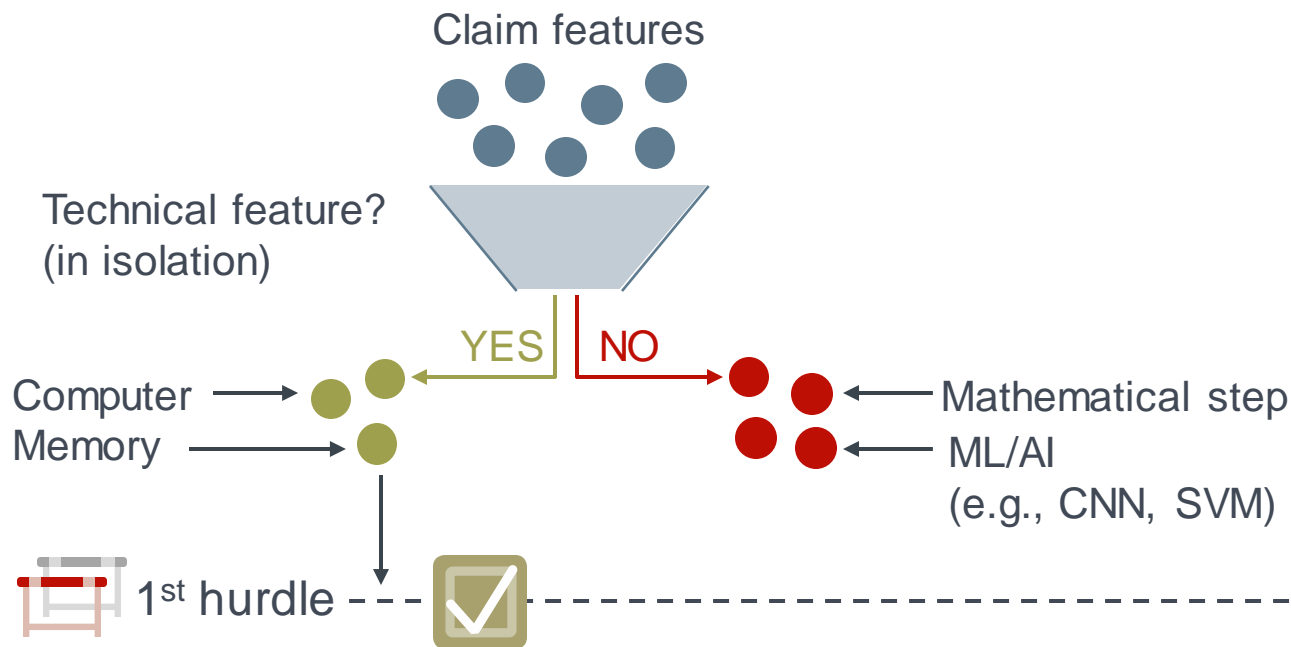 Claim features
Technical feature?
(in isolation)
YES
NO
Computer
Memory
Mathematical step
ML/AI
(e.g., CNN, SVM)
1st hurdle